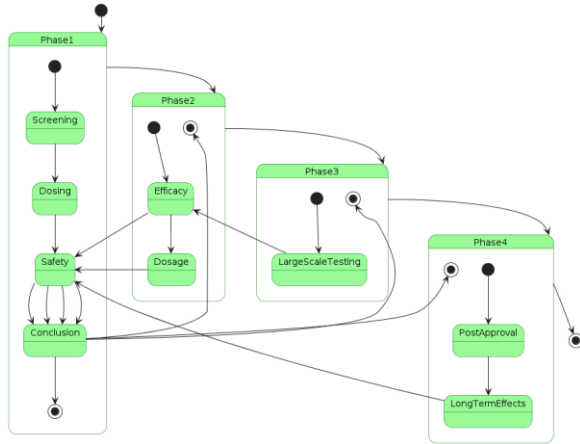 Phase1
Screening
Dosing
Safety
Conclusion
Phase2
Efficacy
Dosage
Phase3
LargeScaleTesting
Phase4
PostApproval
LongTermEffects